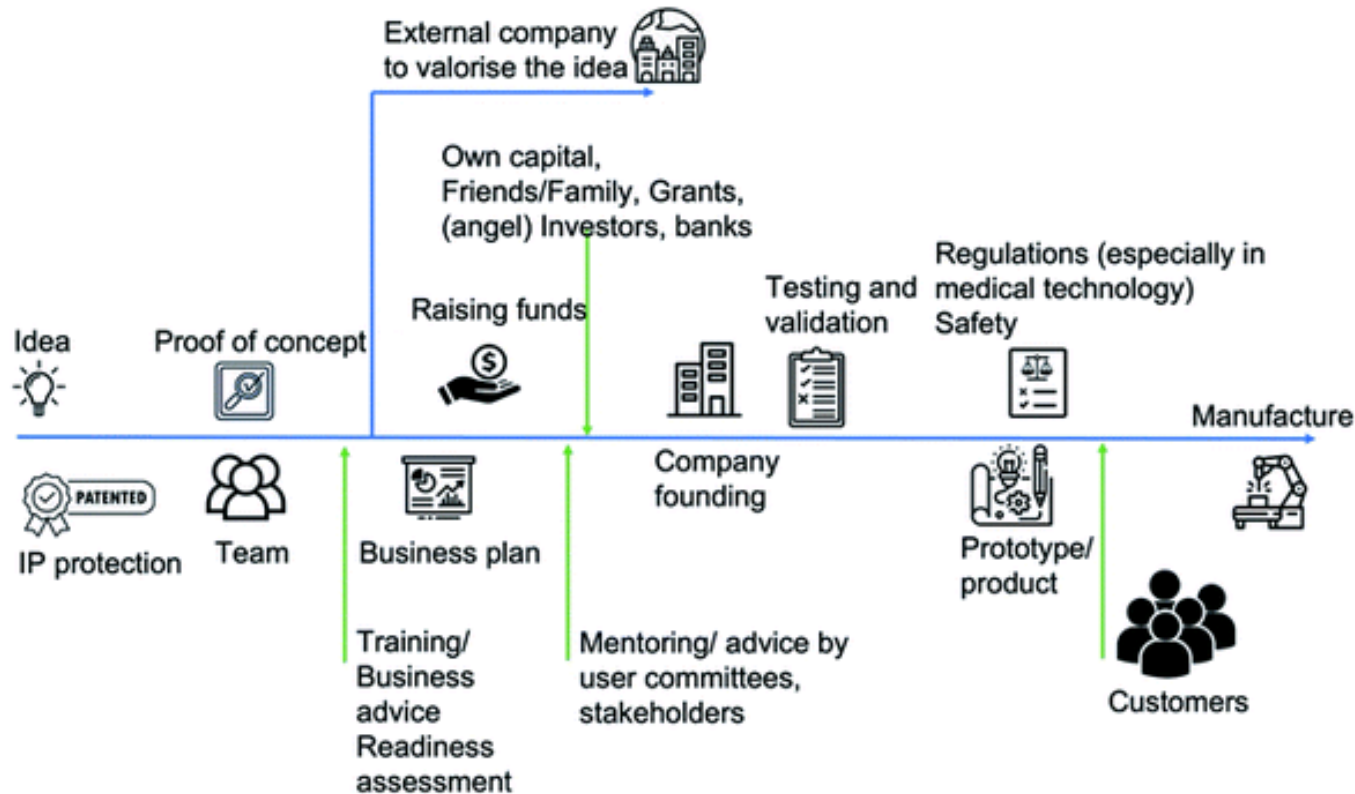 External company
to valorise the idea
Own capital,
Friends/Family, Grants,
(angel) Investors, banks
Regulations (especially in
medical technology)
Safety
Testing and
validation
Raising funds
$
Idea
Proof of concept
Manufacture
Company
founding
PATENTED
IP protection
Team
Business plan
Prototype/
product
Training/
Business
advice
Readiness
assessment
Mentoring/ advice by
user committees,
stakeholders
Customers